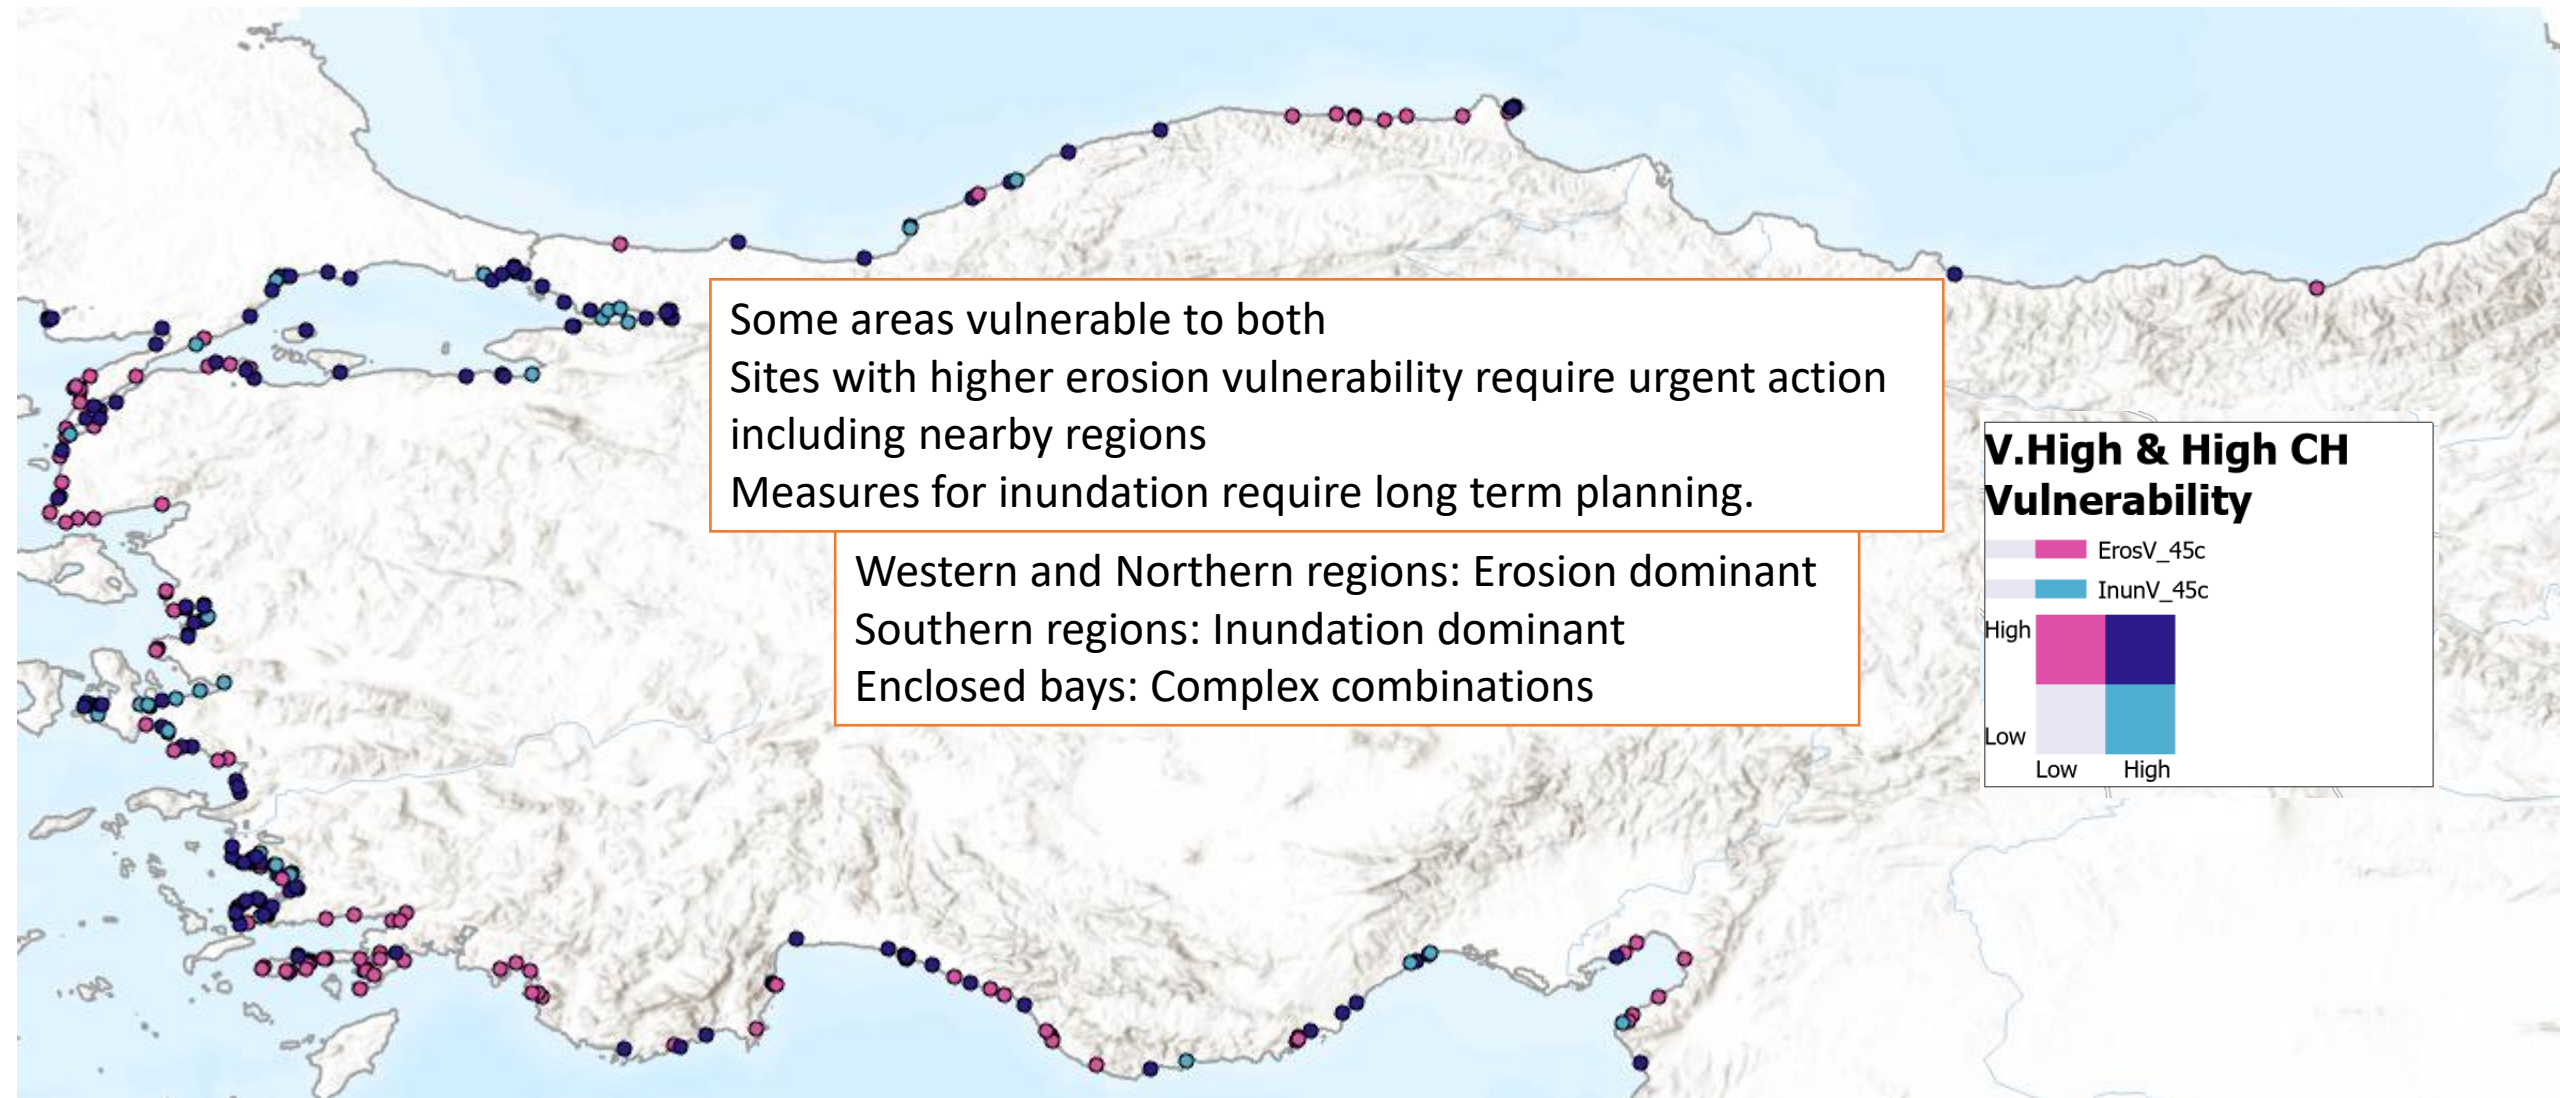 Some areas vulnerable to both
Sites with higher erosion vulnerability require urgent action
including nearby regions
Measures for inundation require long term planning.
Western and Northern regions: Erosion dominant
Southern regions: Inundation dominant
Enclosed bays: Complex combinations
V.High & High CH
Vulnerability
ErosV_45c
InunV_45c
High
Low
Low High